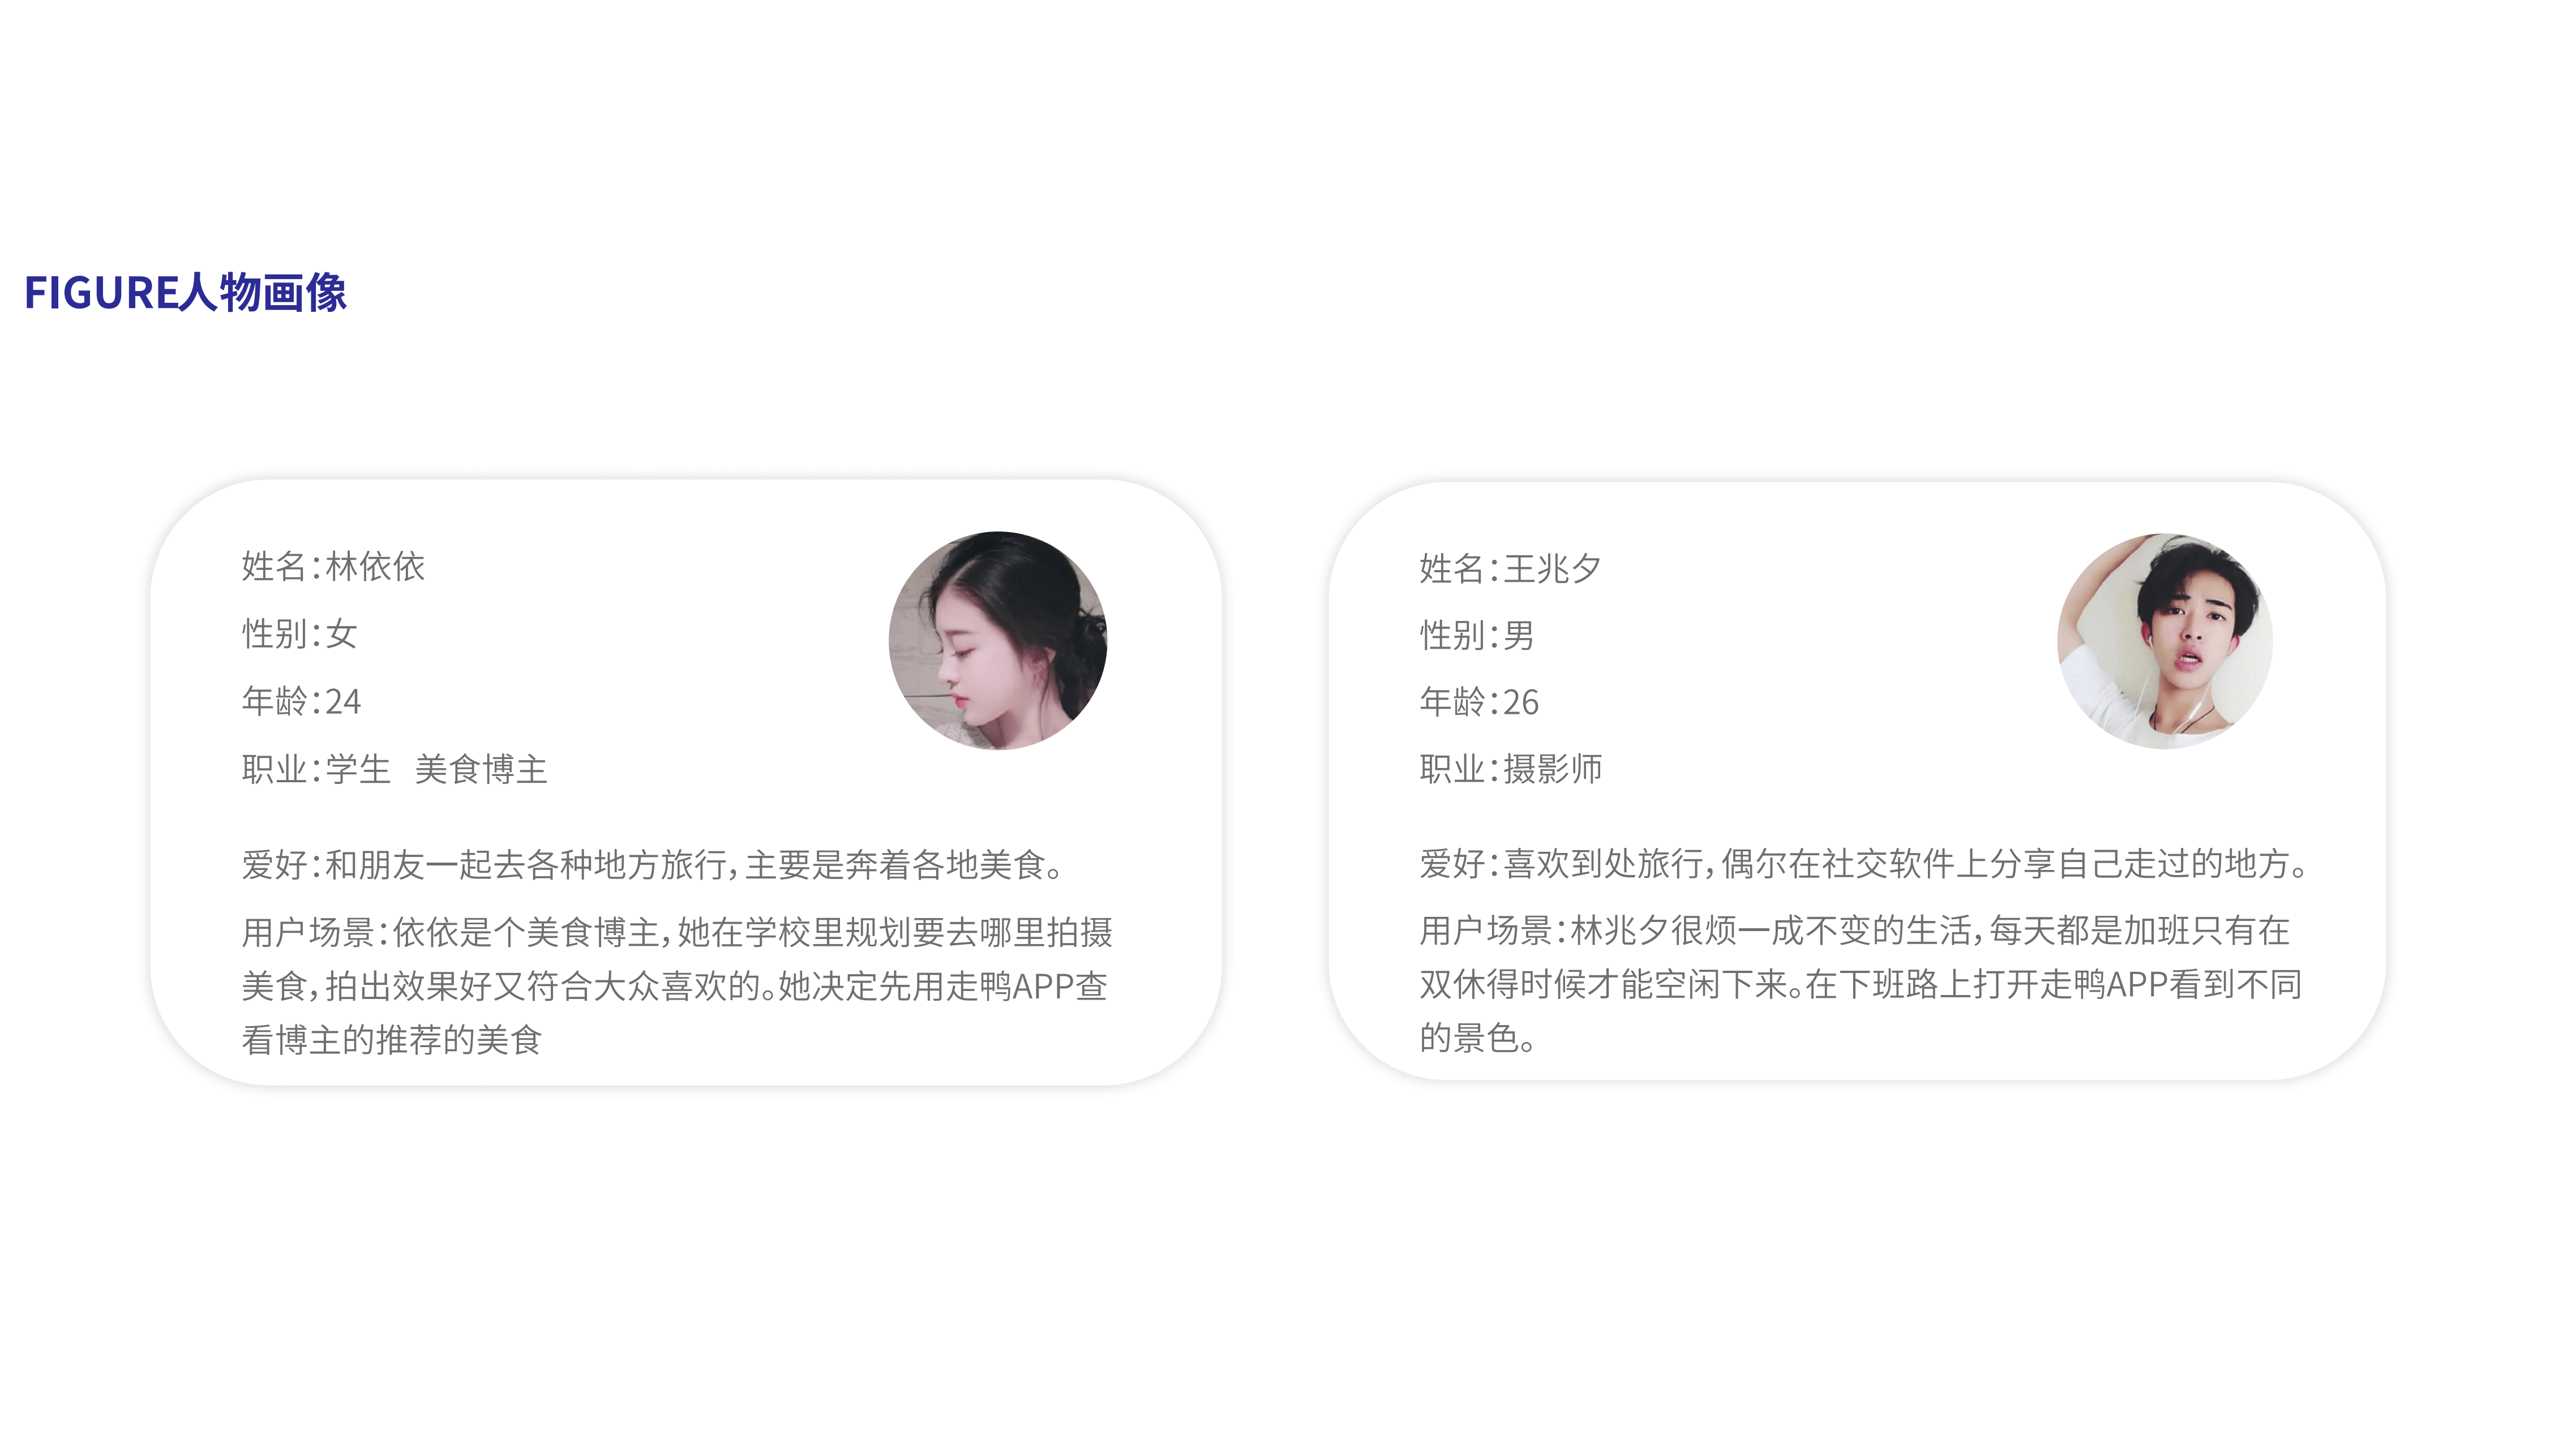 FIGURE人物画像
姓名：林依依
性别：女
年龄：24
职业：学生 美食博主
爱好：和朋友一起去各种地方旅行，主要是奔着各地美食。
用户场景：依依是个美食博主，她在学校里规划要去哪里拍摄
美食，拍出效果好又符合大众喜欢的。她决定先用走鸭APP查
看博主的推荐的美食
姓名：王兆夕
性别：男
年龄：26
职业：摄影师
爱好：喜欢到处旅行，偶尔在社交软件上分享自己走过的地方。
用户场景：林兆夕很烦一成不变的生活，每天都是加班只有在
双休得时候才能空闲下来。在下班路上打开走鸭APP看到不同
的景色。